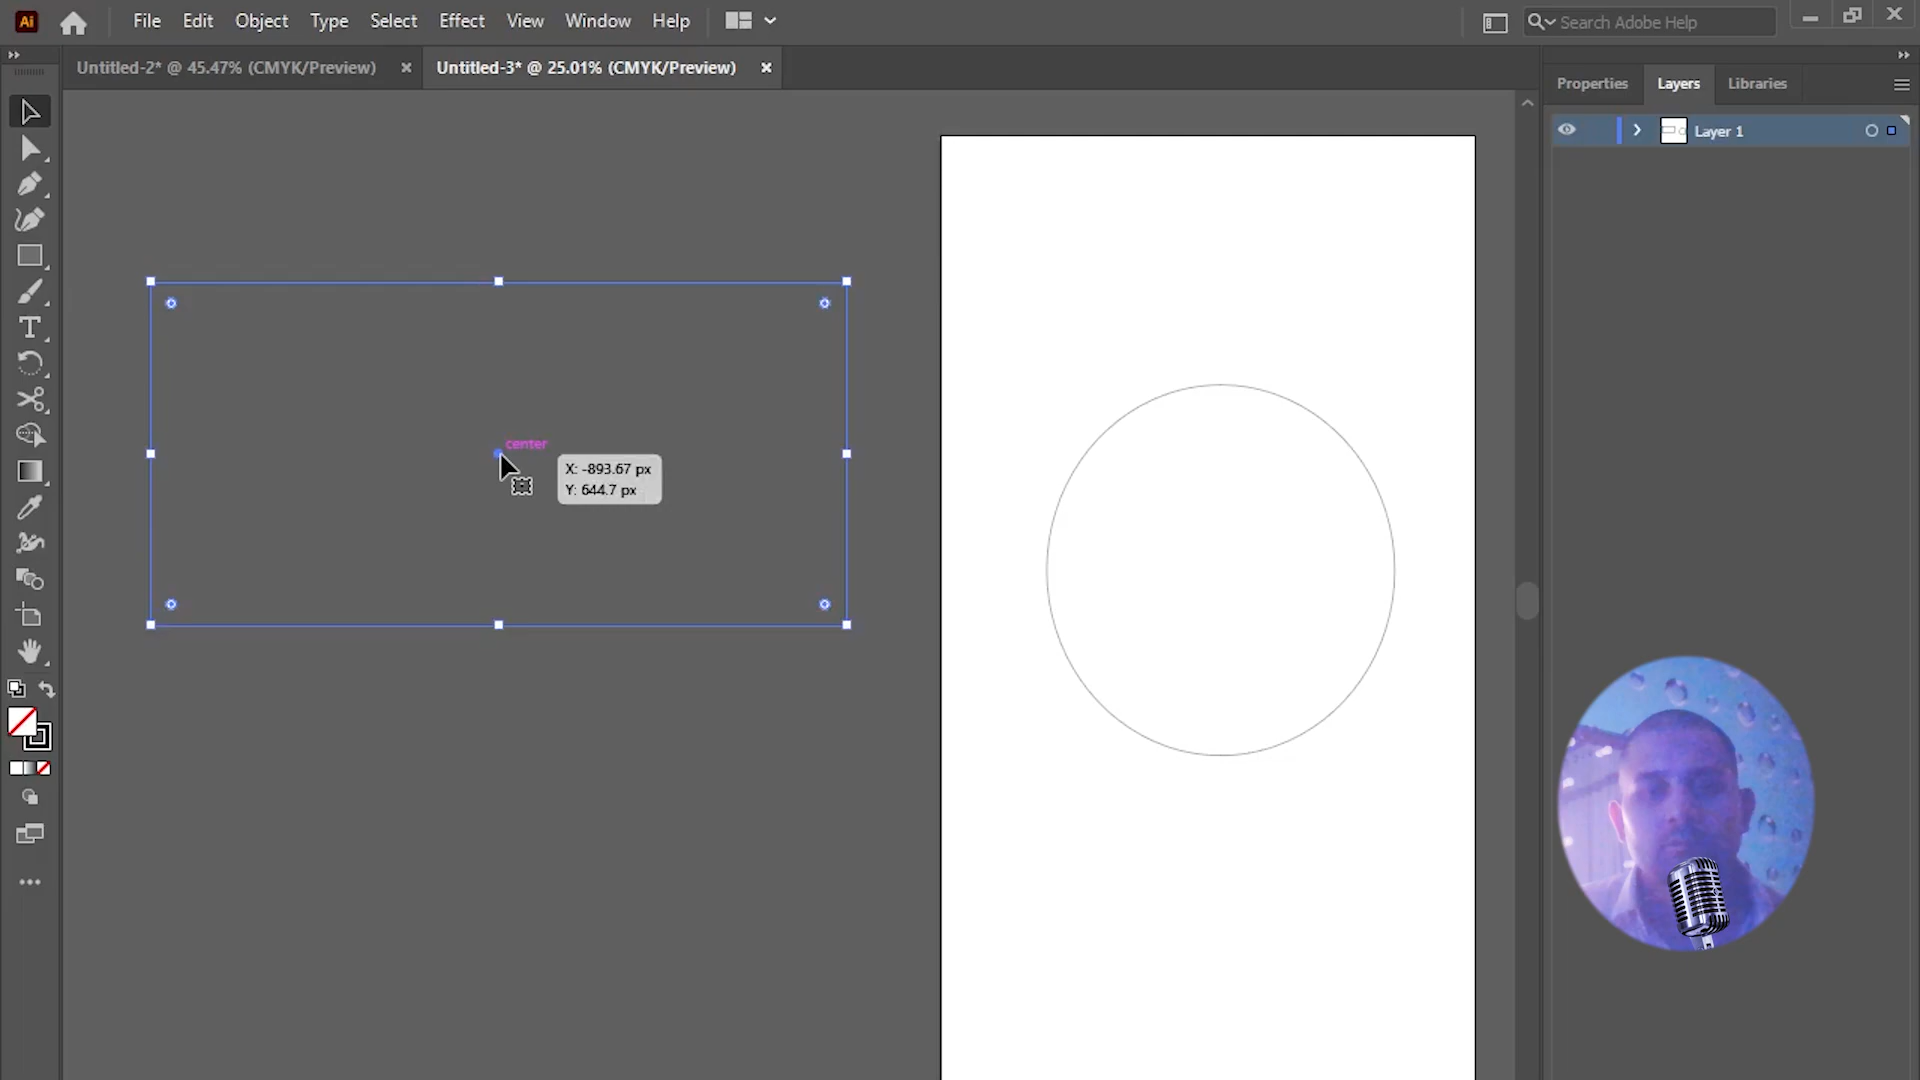 Ai File Edit Object Type Select Effect View Window Help Search Adobe Help
Untitled-2* @ 45.47% (CMYK/Preview) Untitled-3* @ 25.01% (CMYK/Preview)
Properties Layers Libraries
Layer 1
center
X: -893.67 px
Y: 644.7 px